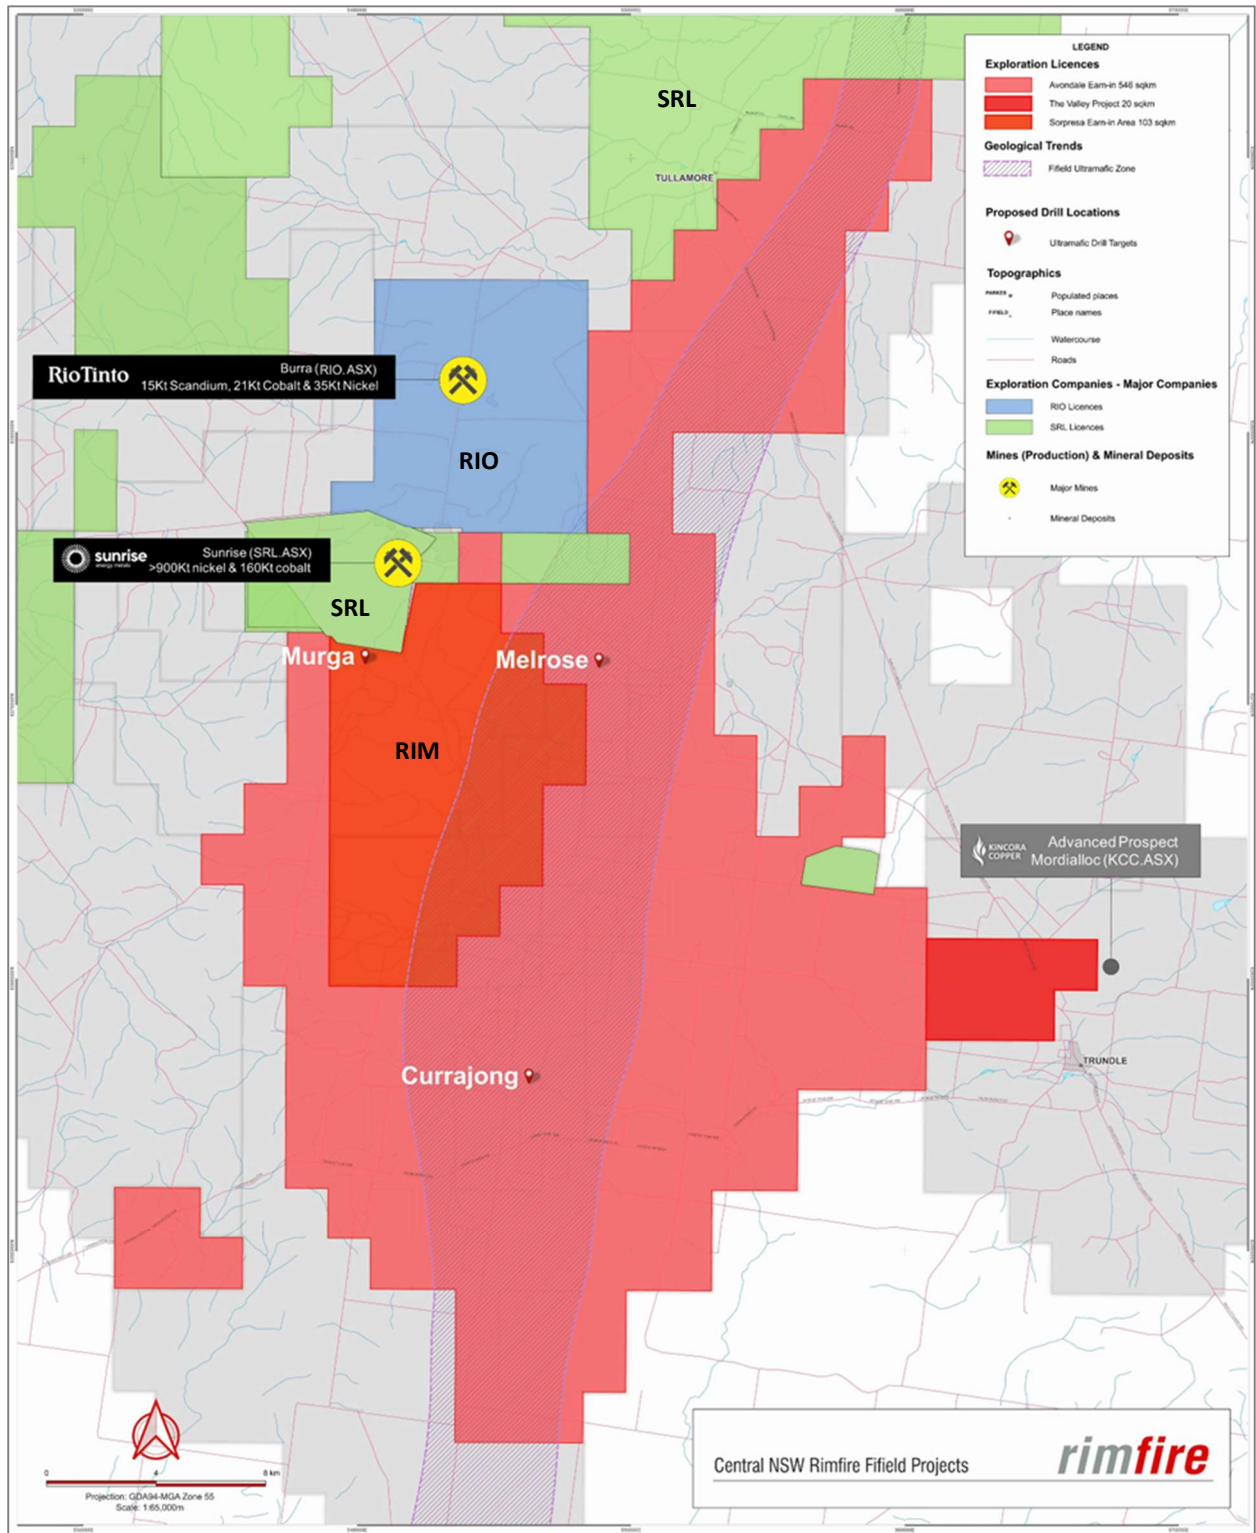 LEGEND
Exploration Licences
Avondale Earn-in 546 sqkm
The Valley Project 20 sqkm
Sorpresa Earn-in Area 103 sqkm
Geological Trends
Fifield Ultramafic Zone
Proposed Drill Locations
Ultramafic Drill Targets
Topographics
PARKES
Populated places
FIFIELD
Place names
Watercourse
Roads
Exploration Companies - Major Companies
RIO Licences
SRL Licences
Mines (Production) & Mineral Deposits
Major Mines
Mineral Deposits
SRL
TULLAMORE
RioTinto
Burra (RIO.ASX)
15Kt Scandium, 21Kt Cobalt & 35Kt Nickel
RIO
sunrise
energy metals
Sunrise (SRL.ASX)
>900Kt nickel & 160Kt cobalt
SRL
Murga
Melrose
RIM
KINCORA
COPPER
Advanced Prospect
Mordialloc (KCC.ASX)
TRUNDLE
Currajong
0 4 8 km
Projection: GDA94-MGA Zone 55
Scale: 1:65,000m
Central NSW Rimfire Fifield Projects
rimfire